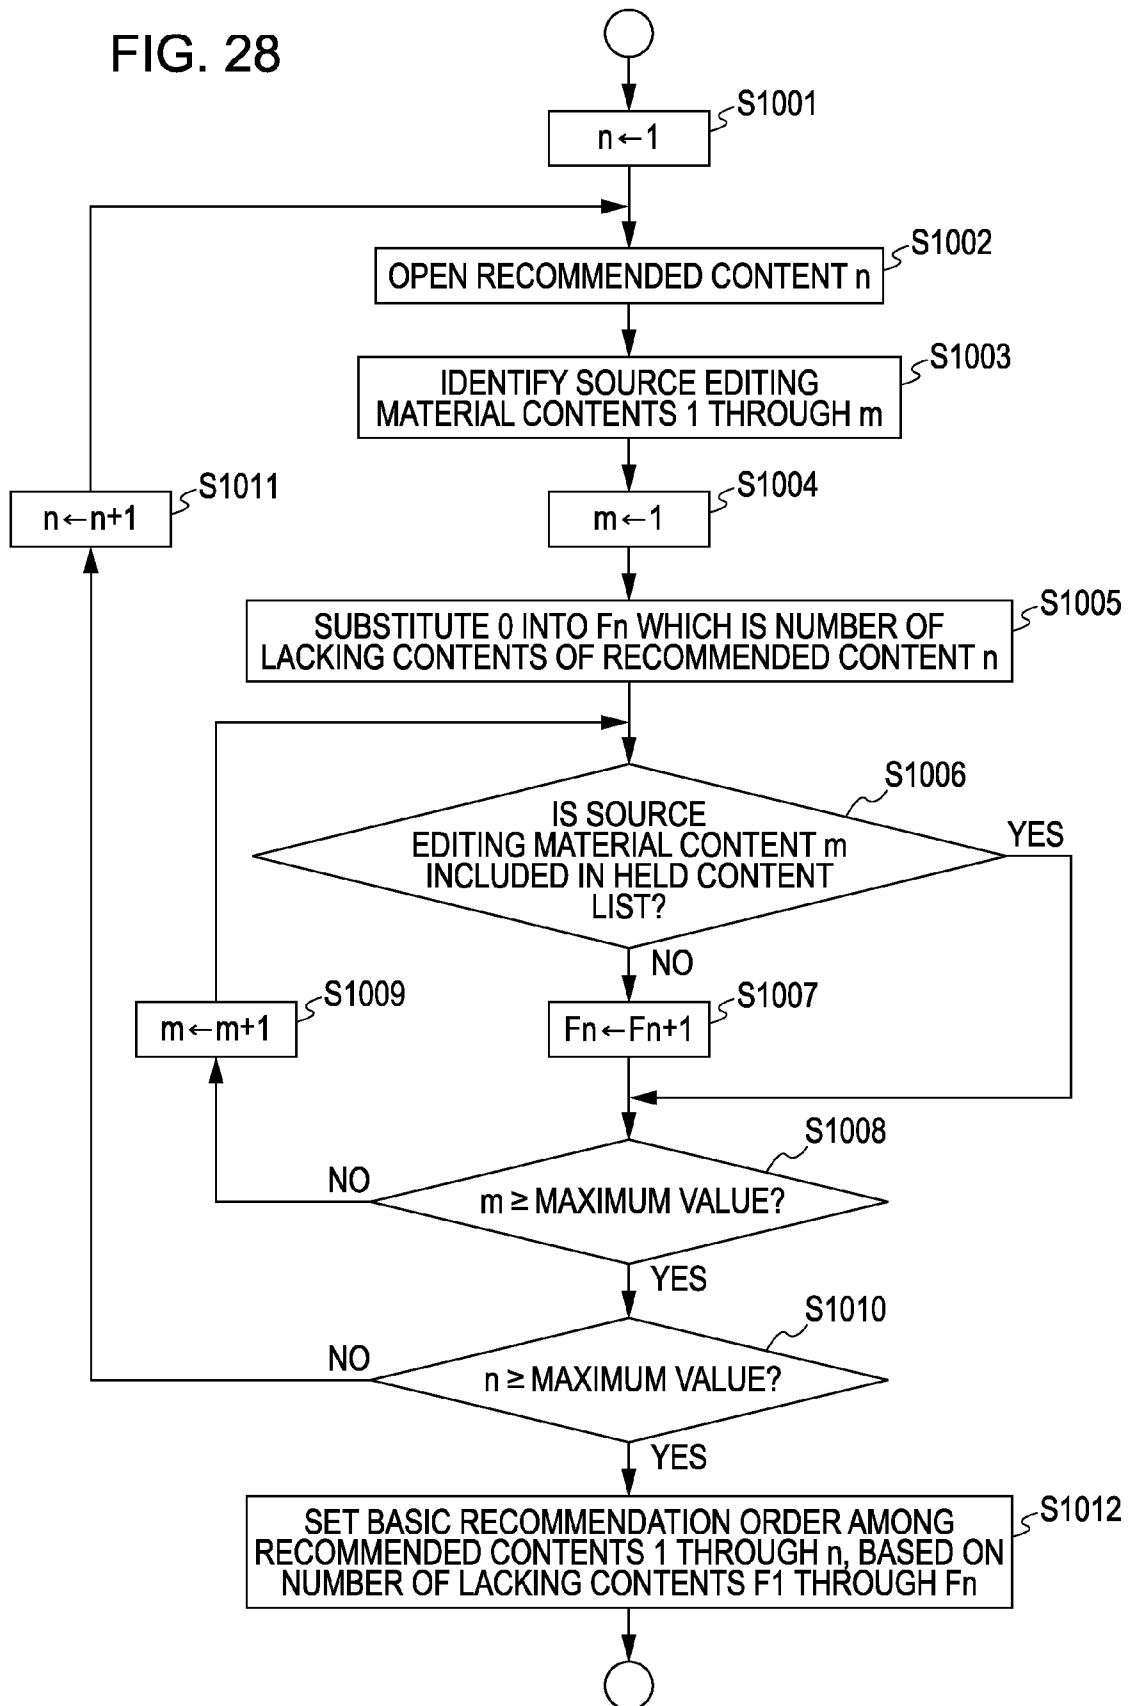 FIG. 28
S1001
n←1
S1002
OPEN RECOMMENDED CONTENT n
S1003
IDENTIFY SOURCE EDITING
MATERIAL CONTENTS 1 THROUGH m
S1011
n←n+1
S1004
m←1
S1005
SUBSTITUTE 0 INTO Fn WHICH IS NUMBER OF
LACKING CONTENTS OF RECOMMENDED CONTENT n
S1006
IS SOURCE
EDITING MATERIAL CONTENT m
INCLUDED IN HELD CONTENT
LIST?
YES
NO
S1009
m←m+1
S1007
Fn←Fn+1
S1008
NO
m ≥ MAXIMUM VALUE?
YES
S1010
NO
n ≥ MAXIMUM VALUE?
YES
S1012
SET BASIC RECOMMENDATION ORDER AMONG
RECOMMENDED CONTENTS 1 THROUGH n, BASED ON
NUMBER OF LACKING CONTENTS F1 THROUGH Fn